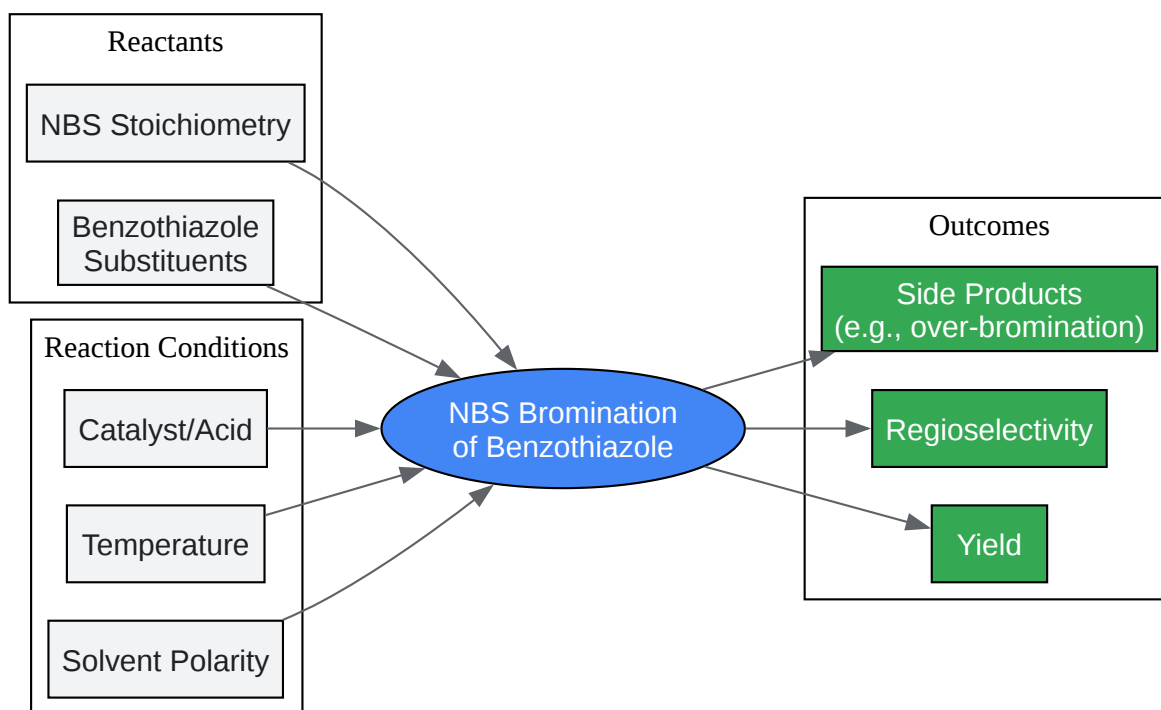 Reactants
NBS Stoichiometry
Benzothiazole
Substituents
Reaction Conditions
Catalyst/Acid
Temperature
Solvent Polarity
NBS Bromination
of Benzothiazole
Outcomes
Side Products
(e.g., over-bromination)
Regioselectivity
Yield